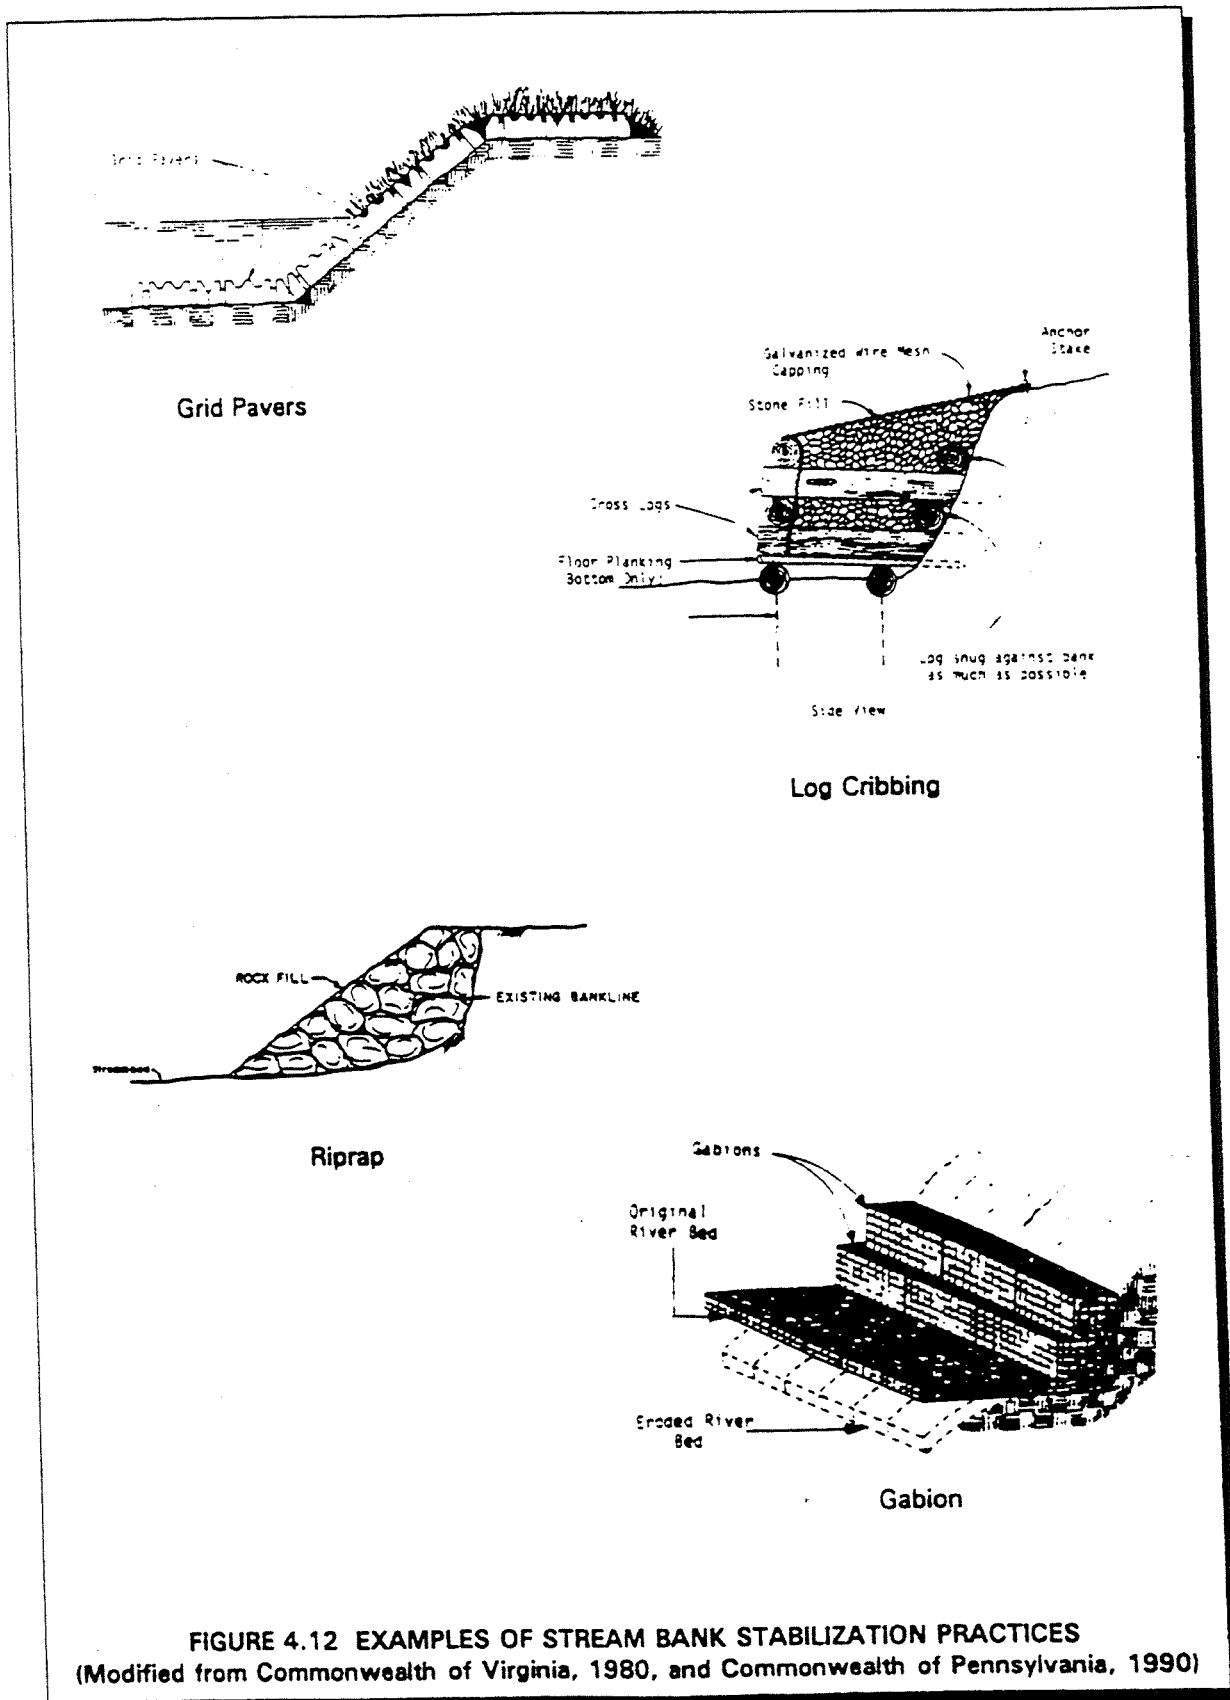 Grid Pavers
Grid Pavers
Anchor
Stake
Galvanized Wire Mesh
Capping
Stone Fill
Cross Logs
Floor Planking
Bottom Only)
Log snug against bank
as much as possible
Side View
Log Cribbing
ROCK FILL
EXISTING BANKLINE
Streambed
Riprap
Gabions
Original
River Bed
Eroded River
Bed
Gabion
FIGURE 4.12 EXAMPLES OF STREAM BANK STABILIZATION PRACTICES
(Modified from Commonwealth of Virginia, 1980, and Commonwealth of Pennsylvania, 1990)